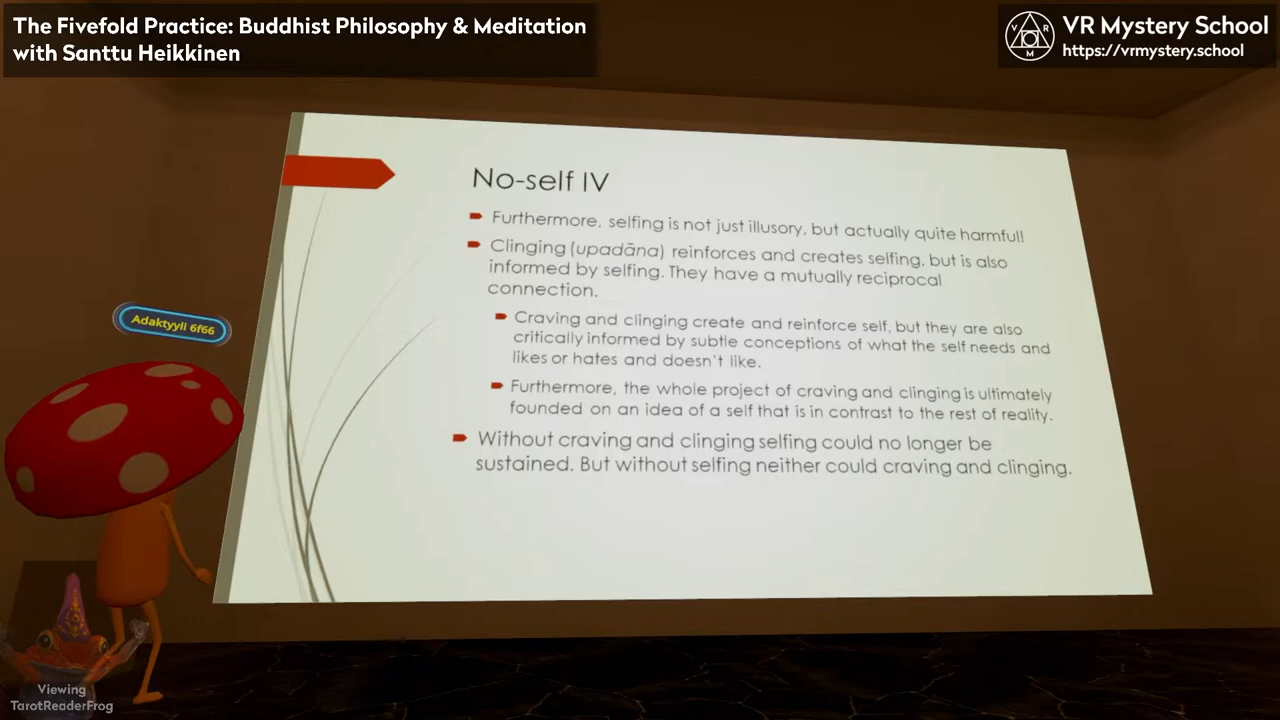 The Fivefold Practice: Buddhist Philosophy & Meditation
with Santtu Heikkinen
VR Mystery School
https://vrmystery.school
V
R
M
No-self IV
Furthermore, selfing is not just illusory, but actually quite harmful!
Clinging (upadāna) reinforces and creates selfing, but is also
informed by selfing. They have a mutually reciprocal
connection.
Craving and clinging create and reinforce self, but they are also
critically informed by subtle conceptions of what the self needs and
likes or hates and doesn't like.
Furthermore, the whole project of craving and clinging is ultimately
founded on an idea of a self that is in contrast to the rest of reality.
Without craving and clinging selfing could no longer be
sustained. But without selfing neither could craving and clinging.
Adaktyyli 6f66
Viewing
TarotReaderFrog